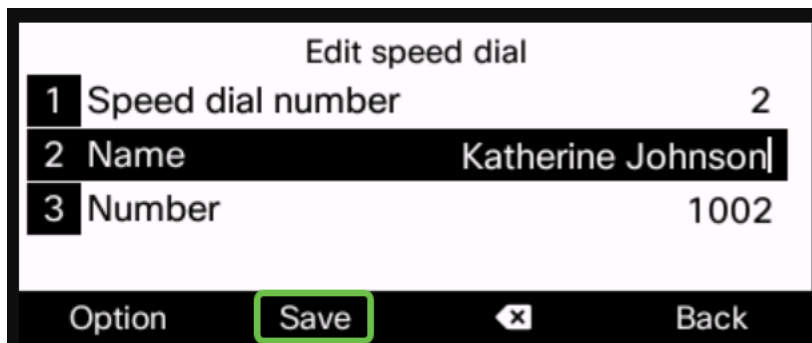 Edit speed dial
1 Speed dial number 2
2 Name Katherine Johnson
3 Number 1002
Option Save Back